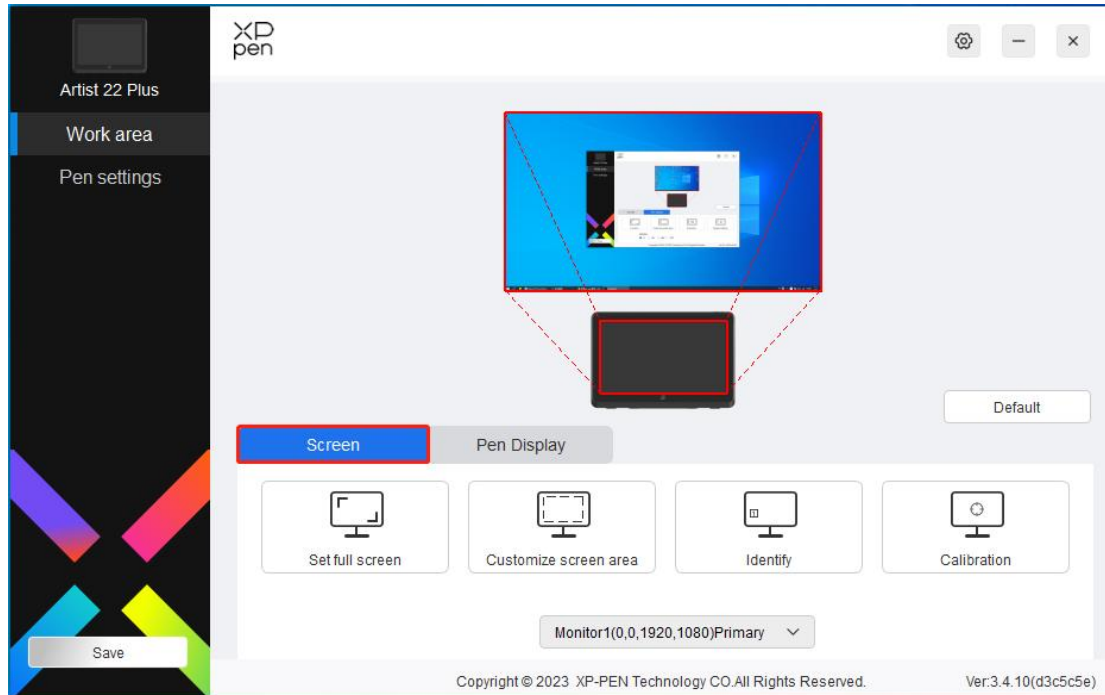 XP
pen
Artist 22 Plus
Work area
Pen settings
Default
Screen
Pen Display
Set full screen
Customize screen area
1
Identify
Calibration
Monitor1(0,0,1920,1080)Primary
Save
Copyright © 2023 XP-PEN Technology CO.All Rights Reserved.
Ver:3.4.10(d3c5c5e)